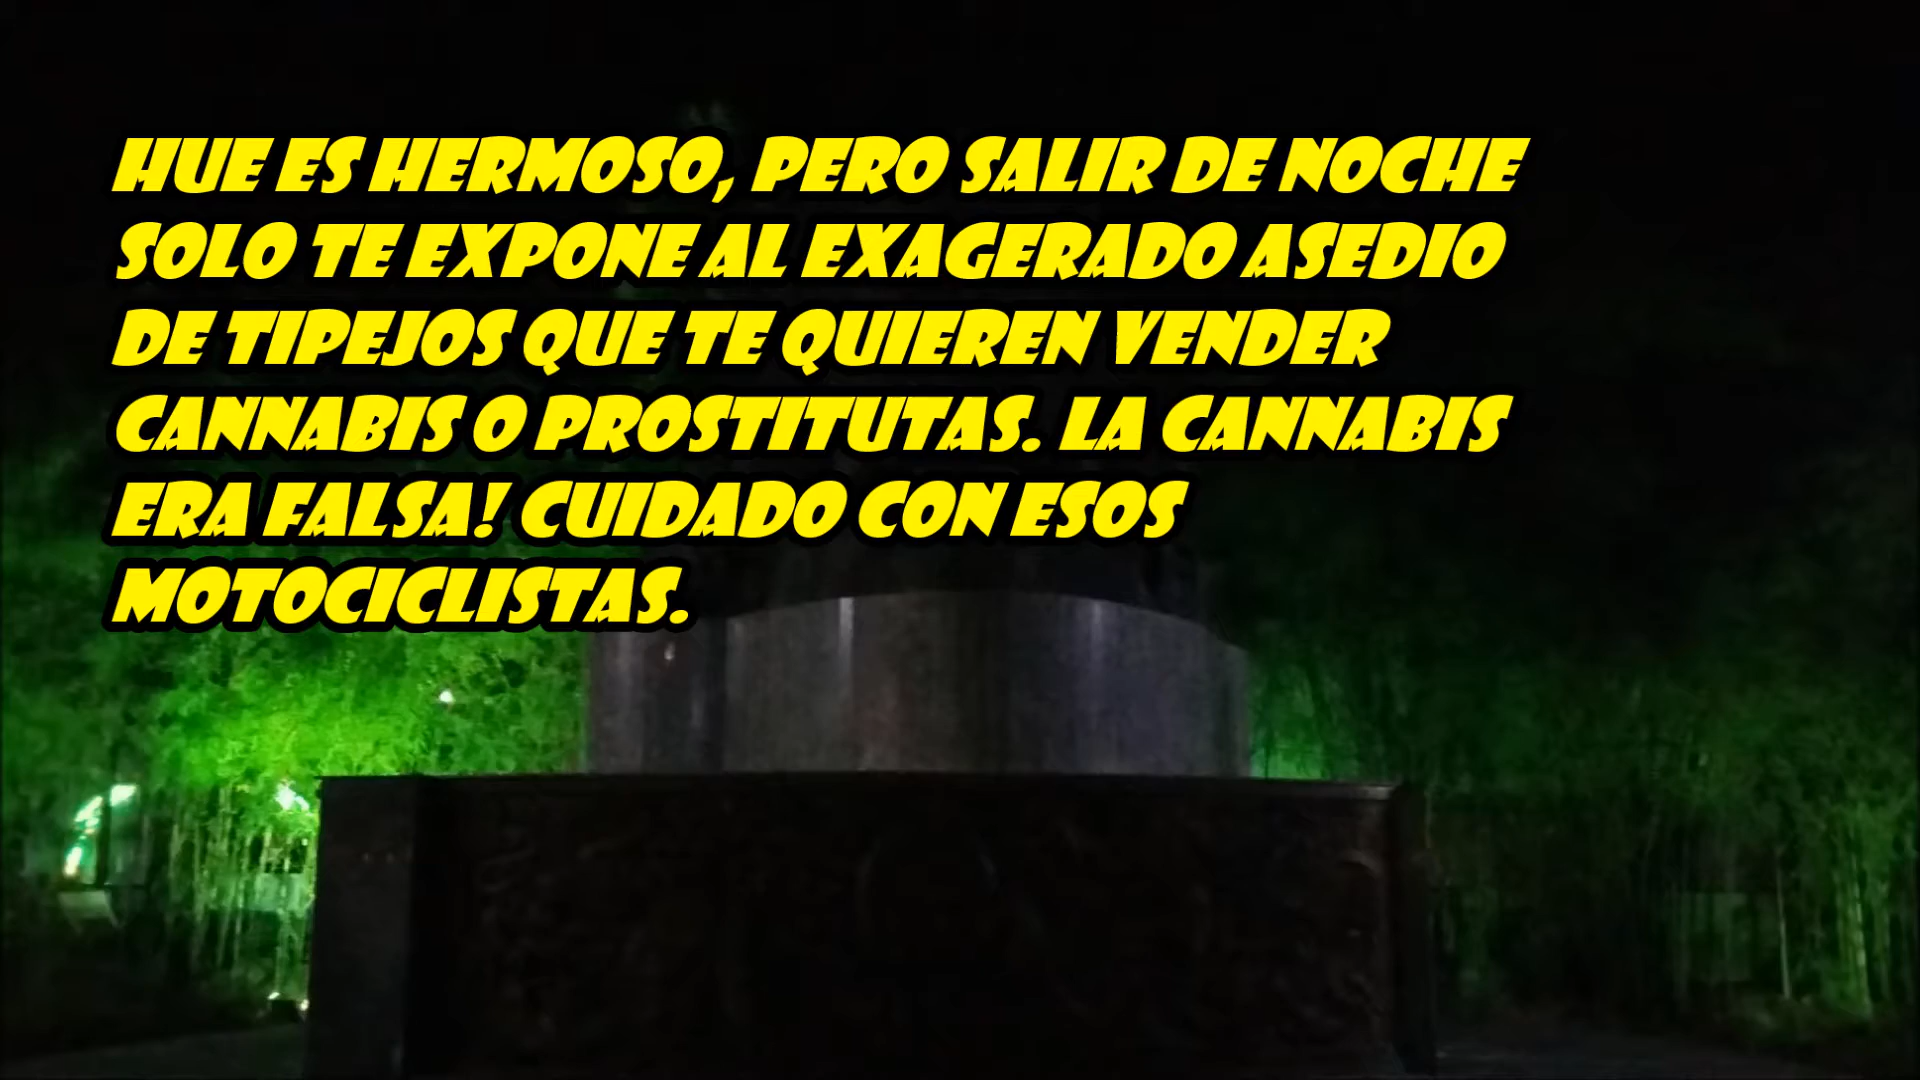 HUE ES HERMOSO, PERO SALIR DE NOCHE
SOLO TE EXPONE AL EXAGERADO ASEDIO
DE TIPEJOS QUE TE QUIEREN VENDER
CANNABIS O PROSTITUTAS. LA CANNABIS
ERA FALSA! CUIDADO CON ESOS
MOTOCICLISTAS.